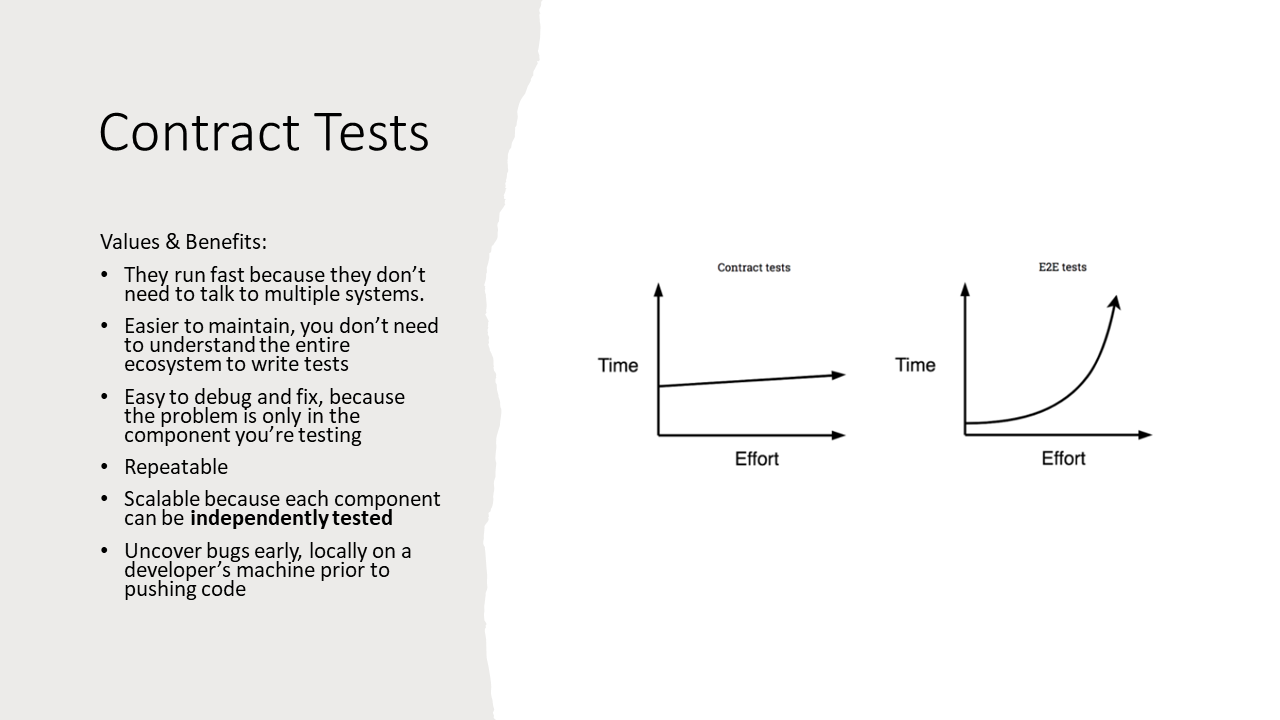 Contract Tests
Values & Benefits:
• They run fast because they don’t
need to talk to multiple systems.
• Easier to maintain, you don’t need
to understand the entire
ecosystem to write tests
• Easy to debug and fix, because
the problem is only in the
component you’re testing
• Repeatable
• Scalable because each component
can be independently tested
• Uncover bugs early, locally on a
developer’s machine prior to
pushing code
Contract tests
Time
Effort
E2E tests
Time
Effort